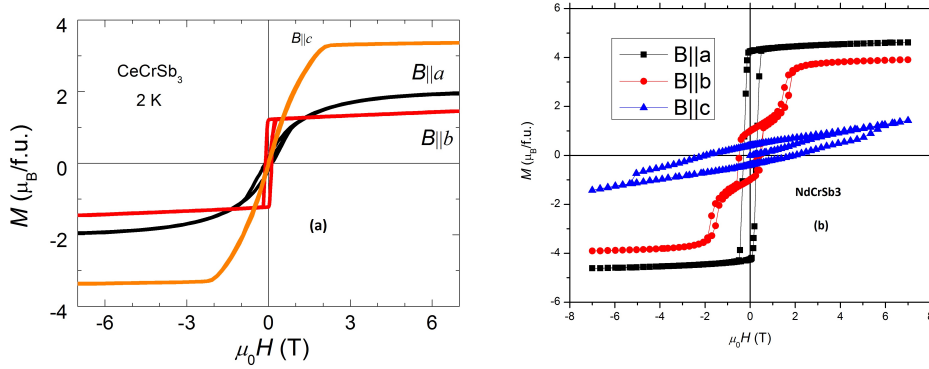 4
2
0
-2
-4
M (μB/f.u.)
CeCrSb3
2 K
B||c
B||a
B||b
(a)
-6
-3
0
3
6
μ0H (T)
6
4
2
0
-2
-4
-6
M (μB/f.u.)
B||a
B||b
B||c
NdCrSb3
(b)
-8
-6
-4
-2
0
2
4
6
8
μ0H (T)